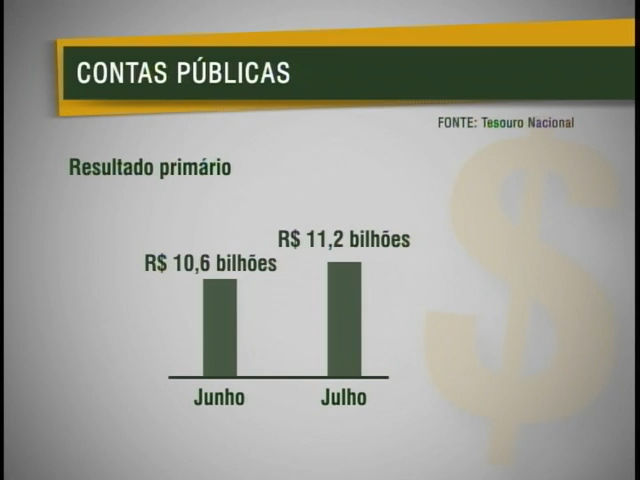 CONTAS PÚBLICAS
FONTE: Tesouro Nacional
Resultado primário
R$ 11,2 bilhões
R$ 10,6 bilhões
Junho Julho